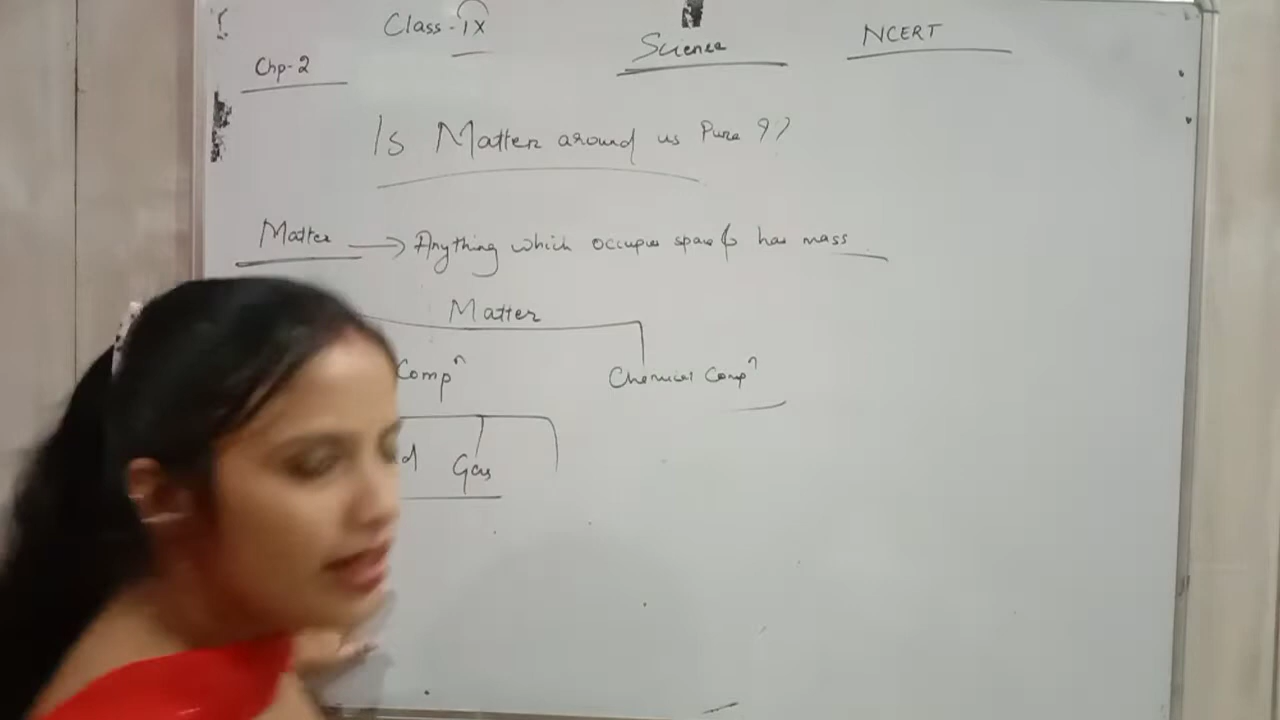 Class - IX
Science
NCERT
Chp-2
Is Matter around us Pure ??
Matter → Anything which occupies space & has mass
Matter
Comp^n
Chemical Comp^n
Gas